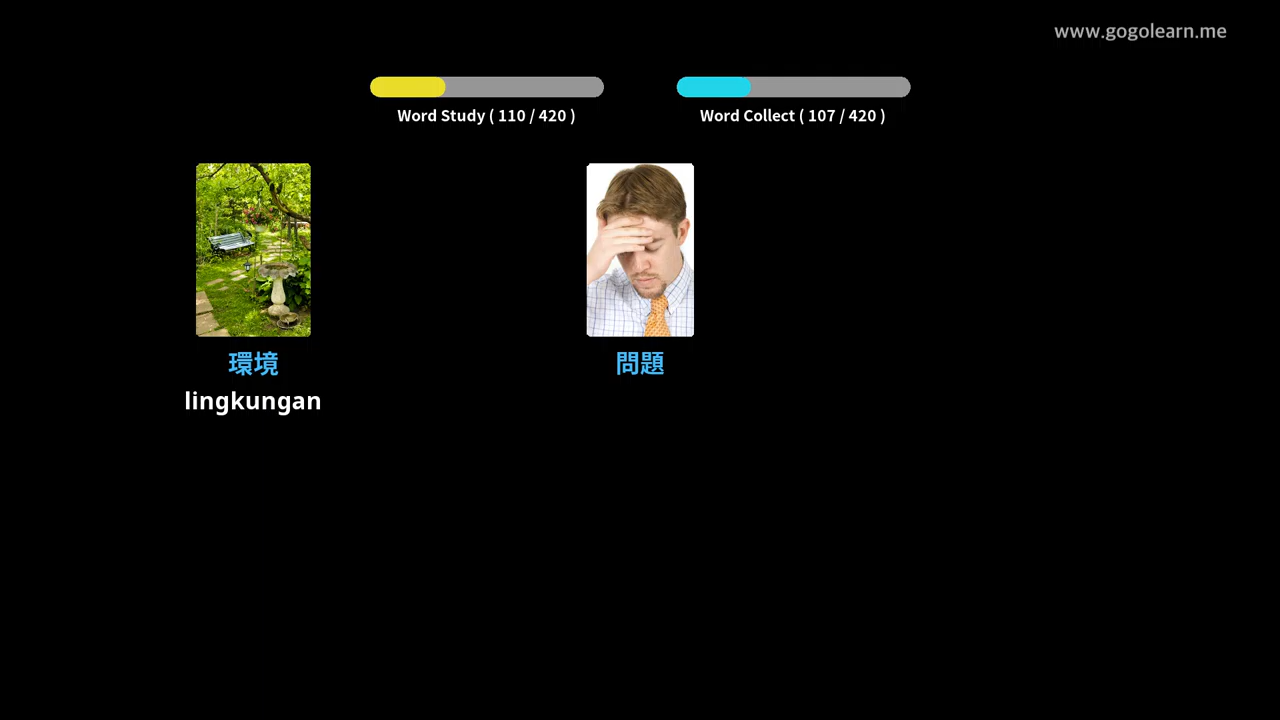 www.gogolearn.me
Word Study ( 110 / 420 )
Word Collect ( 107 / 420 )
環境
問題
lingkungan